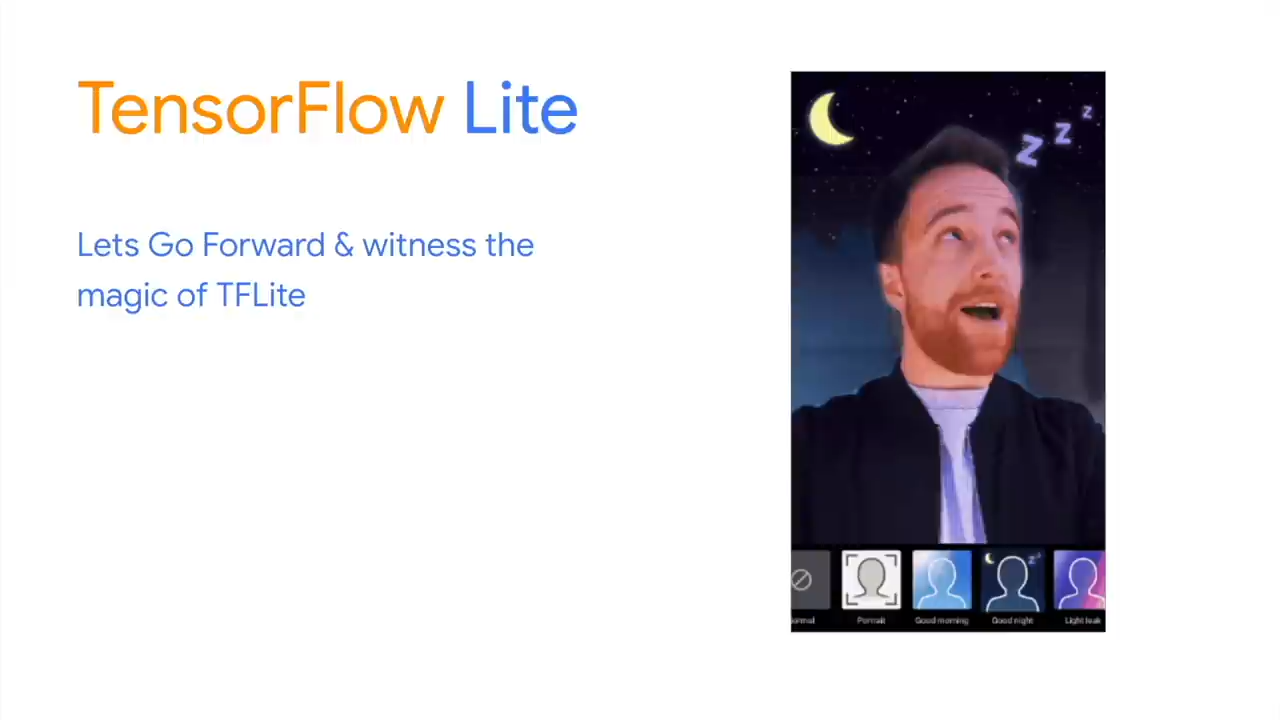 TensorFlow Lite
Lets Go Forward & witness the
magic of TFLite
z z z
Portrait
Good morning
Good night
Light leak